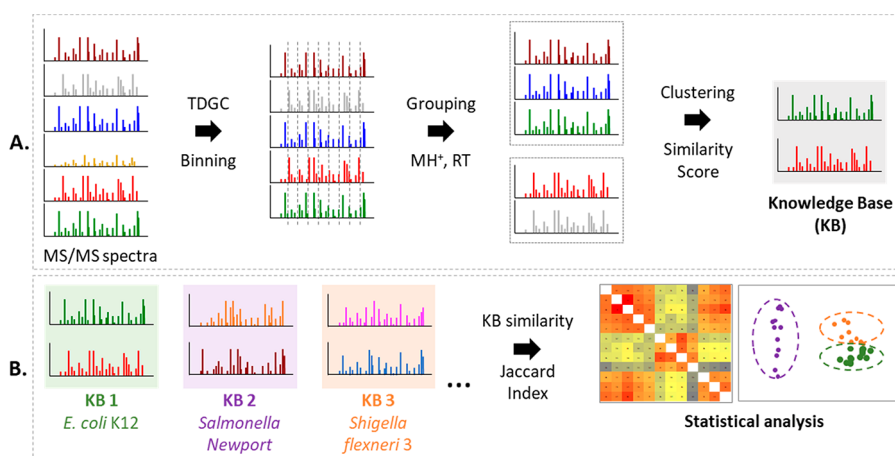 A.
MS/MS spectra
TDGC
Binning
Grouping
MH⁺, RT
Clustering
Similarity
Score
Knowledge Base
(KB)
B.
KB 1
E. coli K12
KB 2
Salmonella
Newport
KB 3
Shigella
flexneri 3
...
KB similarity
Jaccard
Index
Statistical analysis